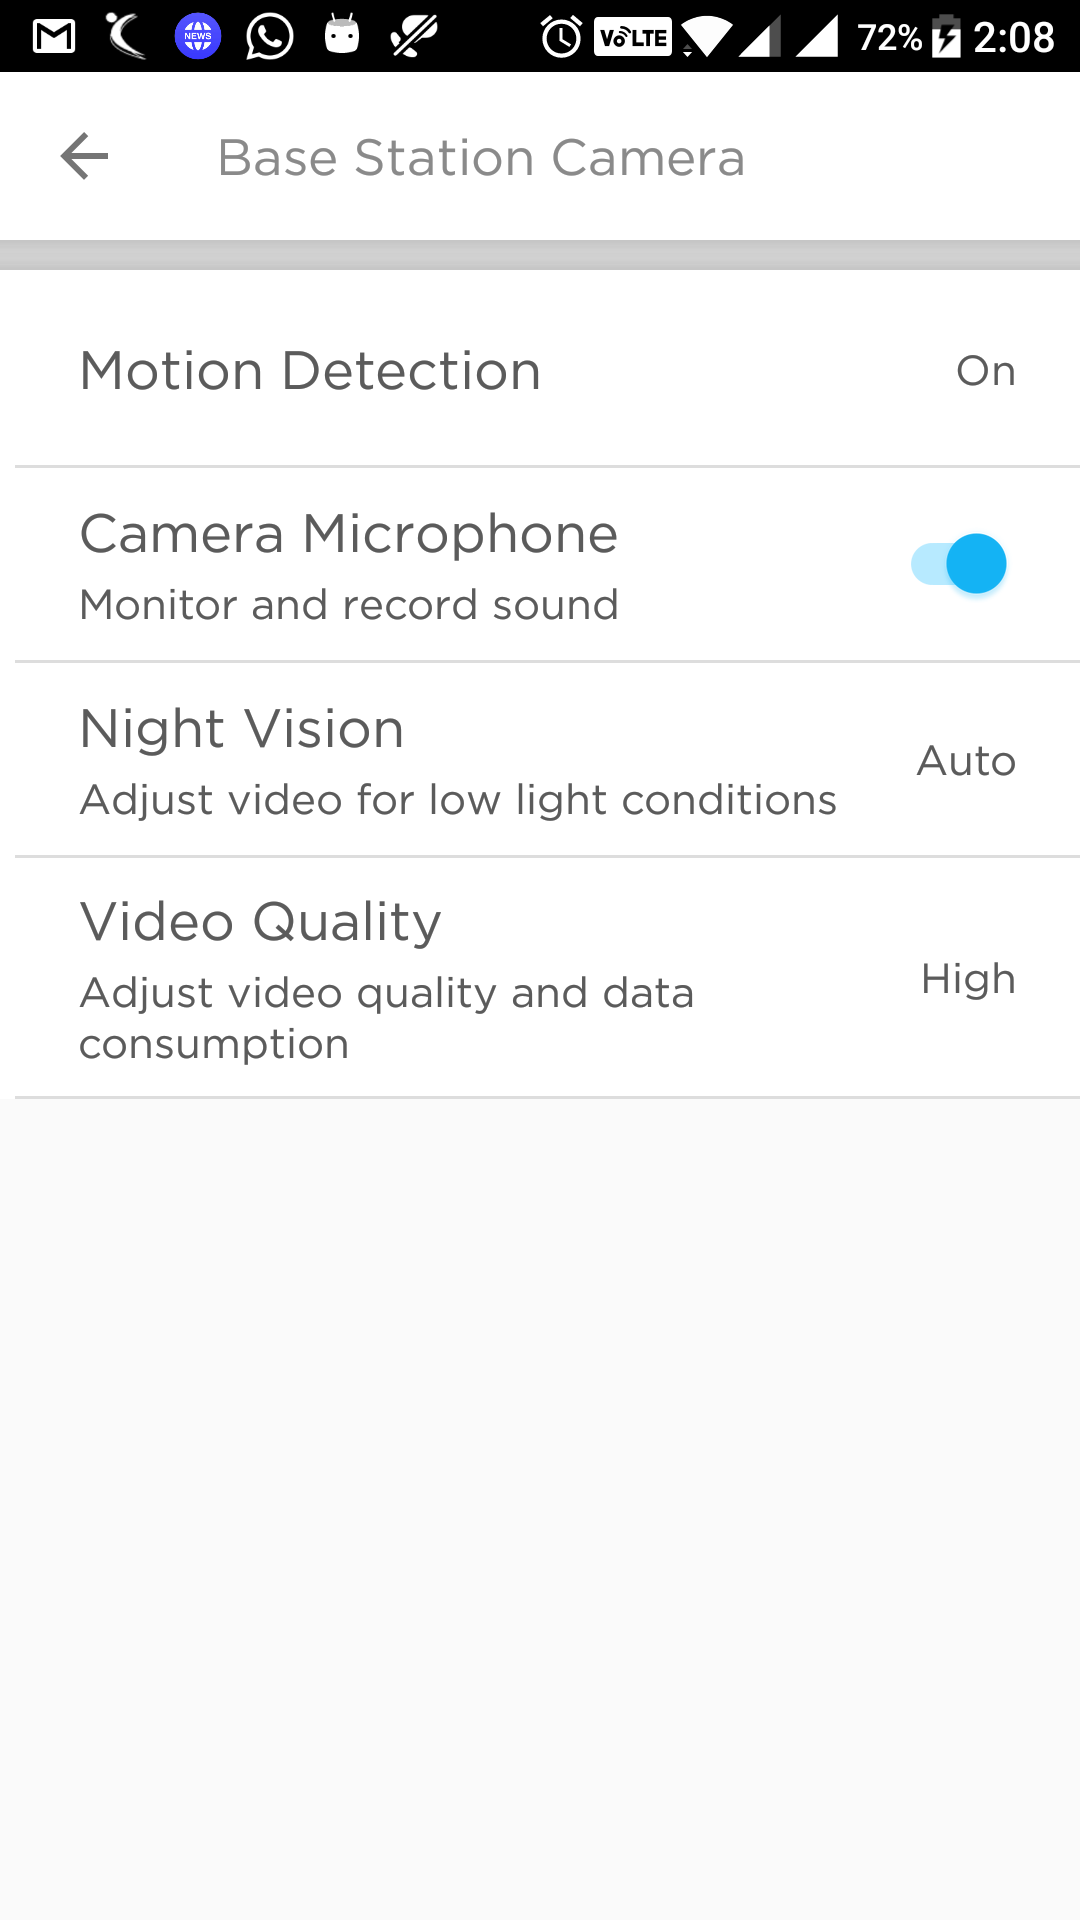 NEWS VoLTE 72% 2:08
Base Station Camera
Motion Detection On
Camera Microphone
Monitor and record sound
Night Vision
Auto
Adjust video for low light conditions
Video Quality
High
Adjust video quality and data
consumption